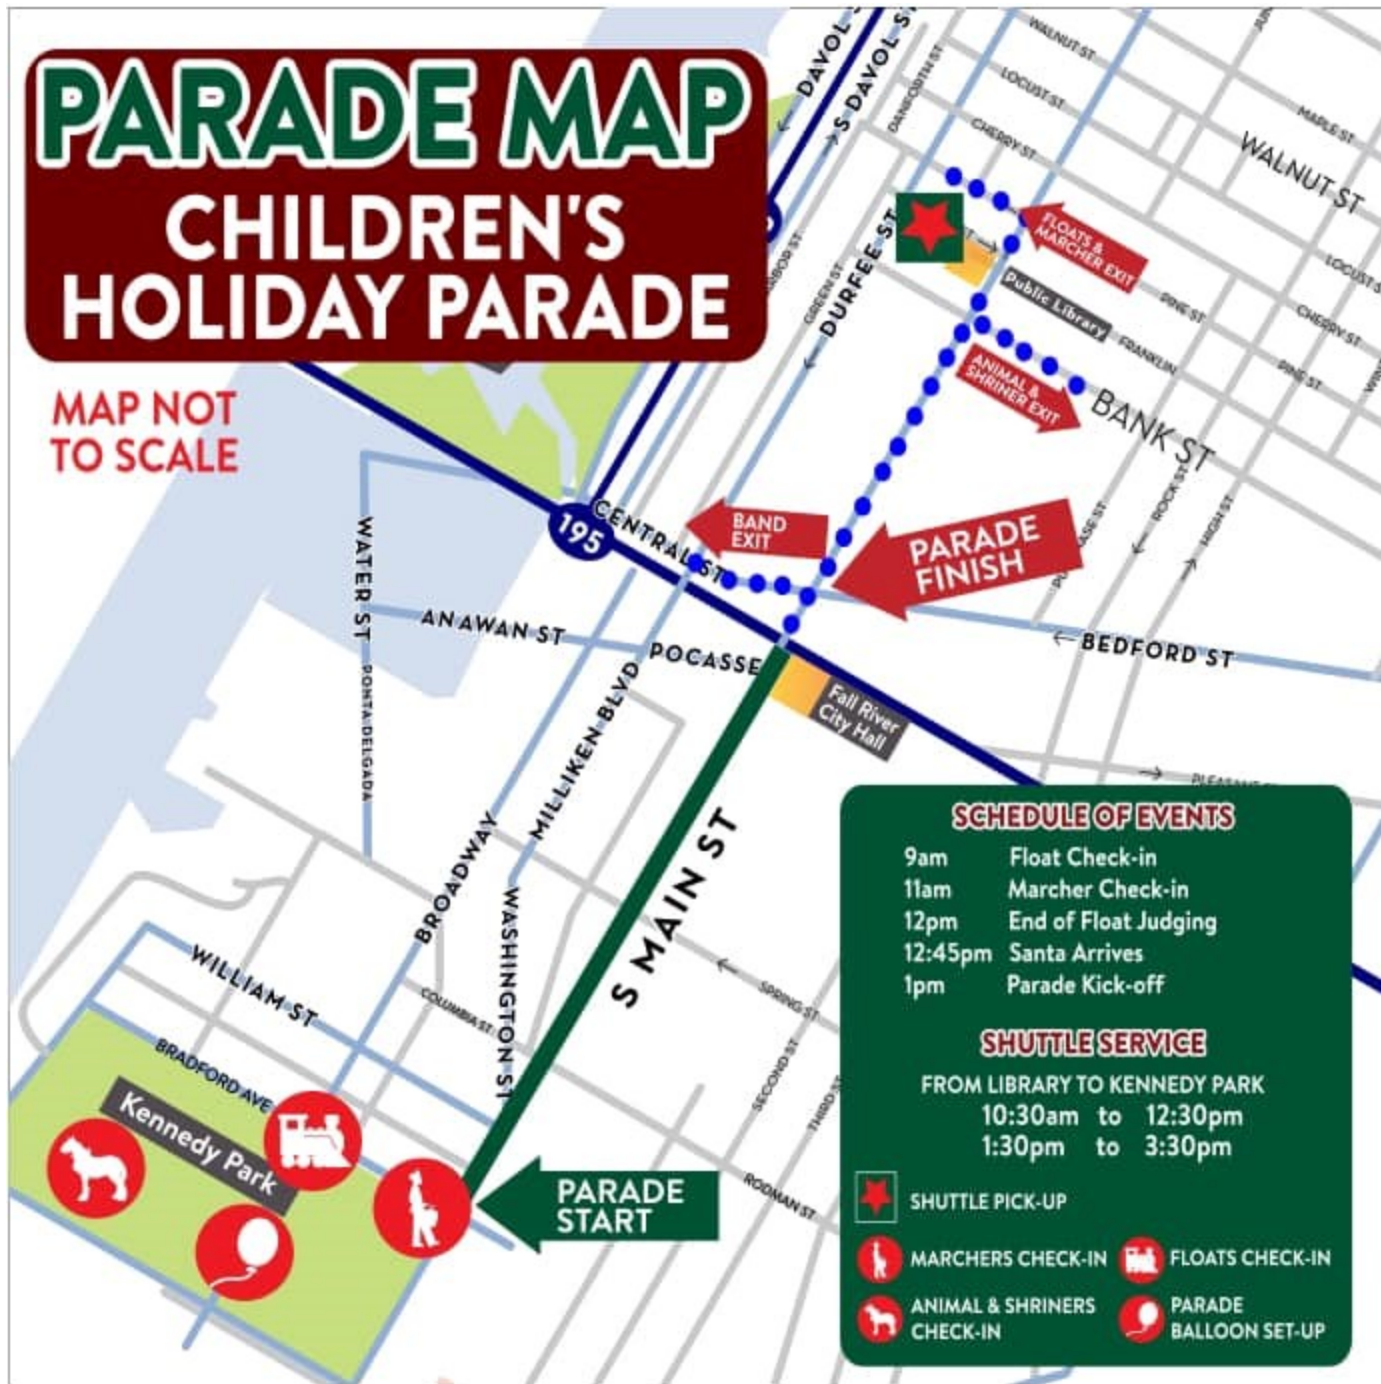 PARADE MAP
CHILDREN'S
HOLIDAY PARADE
MAP NOT
TO SCALE
DAVOL
S DAVOL ST
DANFORTH ST
WALNUT ST
LOCUST ST
CHERRY ST
MAPLE ST
WALNUT ST
LOCUST S
CHERRY ST
PINE ST
PINE ST
FLOATS &
MARCHER EXIT
Public Library
FRANKLIN
GREEN ST
DURFEE ST
ANIMAL &
SHRINER EXIT
BANK ST
ROCK ST
HIGH ST
195
CENTRAL ST
BAND
EXIT
PARADE
FINISH
BEDFORD ST
WATER ST
PONTA DELGADA
ANAWAN ST
POCASSE
Fall River
City Hall
MILLIKEN BLVD
BROADWAY
WASHINGTON ST
S MAIN ST
WILLIAM ST
COLUMBIA ST
SPRING ST
SECOND ST
THIRD ST
RODMAN ST
BRADFORD AVE
Kennedy Park
PARADE
START
SCHEDULE OF EVENTS
9am Float Check-in
11am Marcher Check-in
12pm End of Float Judging
12:45pm Santa Arrives
1pm Parade Kick-off
SHUTTLE SERVICE
FROM LIBRARY TO KENNEDY PARK
10:30am to 12:30pm
1:30pm to 3:30pm
SHUTTLE PICK-UP
MARCHERS CHECK-IN
FLOATS CHECK-IN
ANIMAL & SHRINERS
CHECK-IN
PARADE
BALLOON SET-UP